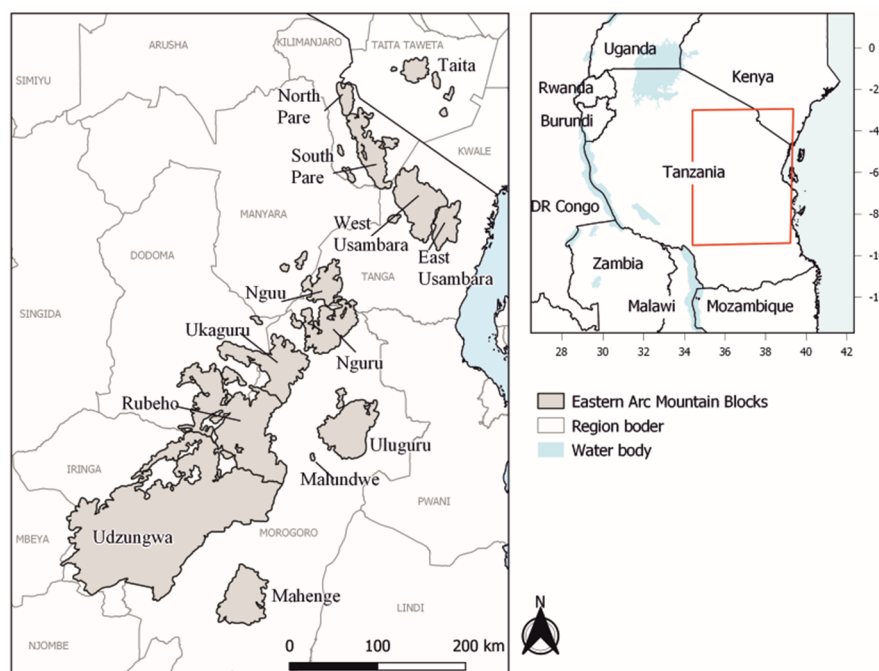 ARUSHA
KILIMANJARO
TAITA TAWETA
Taita
SIMIYU
North
Pare
South
Pare
KWALE
MANYARA
West
Usambara
East
Usambara
DODOMA
TANGA
Nguu
SINGIDA
Ukaguru
Nguru
Rubeho
Uluguru
Malundwe
IRINGA
PWANI
MBEYA
Udzungwa
MOROGORO
Mahenge
LINDI
NJOMBE
0 100 200 km
Uganda
Kenya
Rwanda
Burundi
Tanzania
DR Congo
Zambia
Malawi
Mozambique
0
-2
-4
-6
-8
-10
-1
28 30 32 34 36 38 40 42
Eastern Arc Mountain Blocks
Region boder
Water body
N